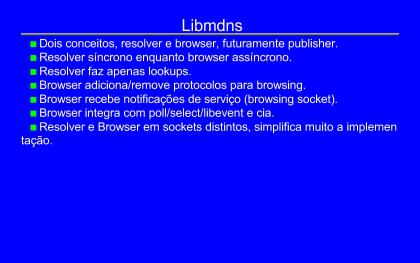 Libmdns
Dois conceitos, resolver e browser, futuramente publisher.
Resolver síncrono enquanto browser assíncrono.
Resolver faz apenas lookups.
Browser adiciona/remove protocolos para browsing.
Browser recebe notificações de serviço (browsing socket).
Browser integra com poll/select/libevent e cia.
Resolver e Browser em sockets distintos, simplifica muito a implemen
tação.